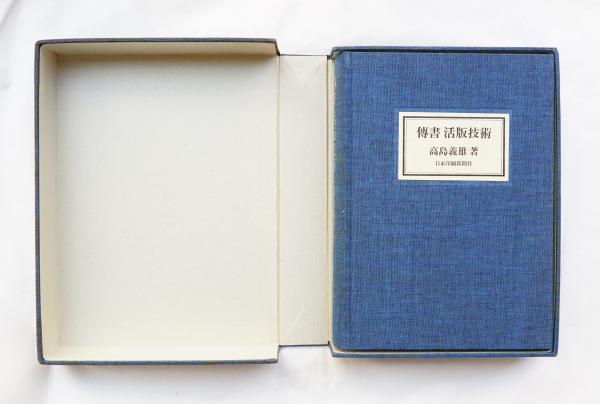 傳書 活版技術
高島義雄 著
日本印刷新聞社